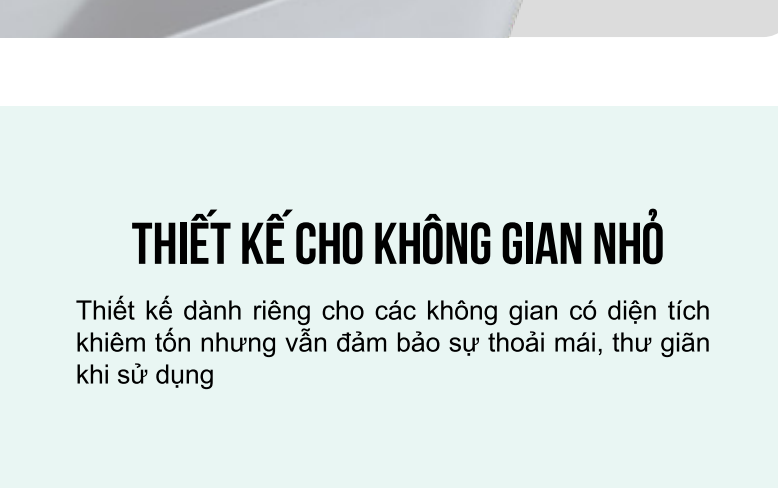 THIẾT KẾ CHO KHÔNG GIAN NHỎ
Thiết kế dành riêng cho các không gian có diện tích
khiêm tốn nhưng vẫn đảm bảo sự thoải mái, thư giãn
khi sử dụng